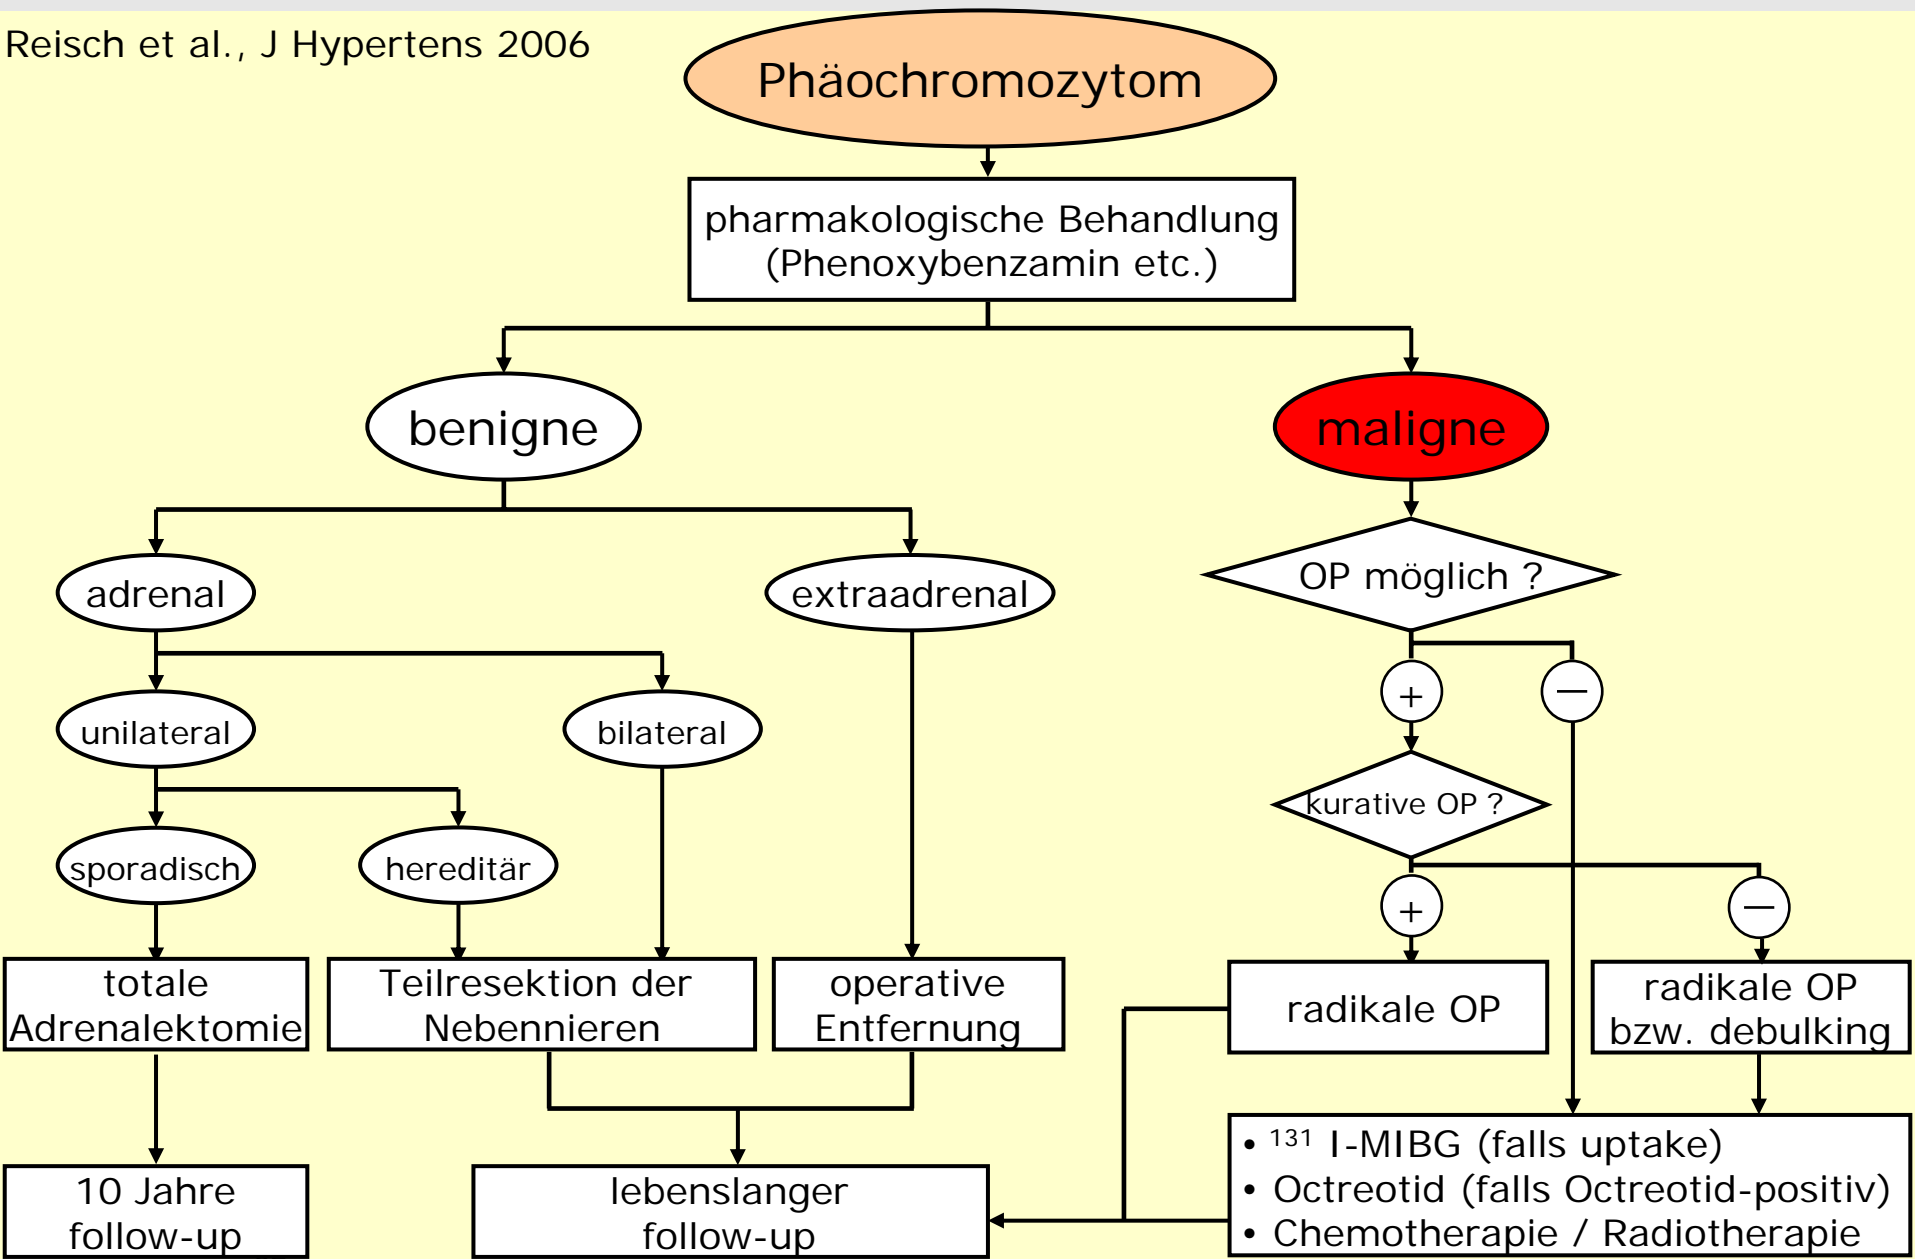 Reisch et al., J Hypertens 2006
Phäochromozytom
pharmakologische Behandlung
(Phenoxybenzamin etc.)
benigne
maligne
adrenal
extraadrenal
OP möglich ?
unilateral
bilateral
+
–
kurative OP ?
sporadisch
hereditär
+
–
totale
Adrenalektomie
Teilresektion der
Nebennieren
operative
Entfernung
radikale OP
radikale OP
bzw. debulking
10 Jahre
follow-up
lebenslanger
follow-up
• ¹³¹ I-MIBG (falls uptake)
• Octreotid (falls Octreotid-positiv)
• Chemotherapie / Radiotherapie